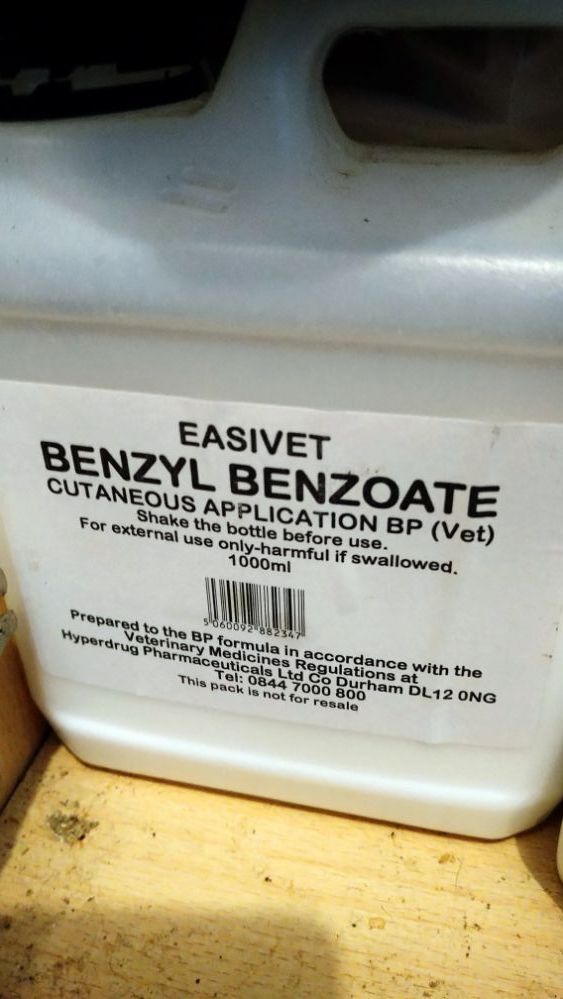 EASIVET
BENZYL BENZOATE
CUTANEOUS APPLICATION BP (Vet)
Shake the bottle before use.
For external use only-harmful if swallowed.
1000ml
5 060092 882347
Prepared to the BP formula in accordance with the
Veterinary Medicines Regulations at
Hyperdrug Pharmaceuticals Ltd Co Durham DL12 0NG
Tel: 0844 7000 800
This pack is not for resale